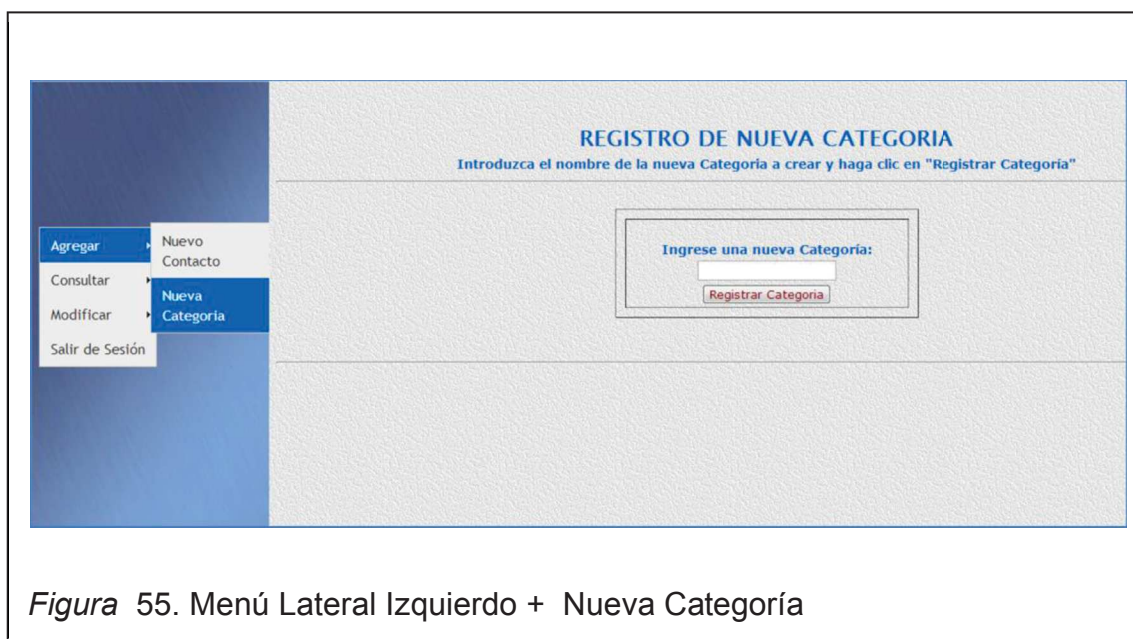 REGISTRO DE NUEVA CATEGORIA
Introduzca el nombre de la nueva Categoria a crear y haga clic en "Registrar Categoría"
Agregar
Consultar
Modificar
Salir de Sesión
Nuevo
Contacto
Nueva
Categoria
Ingrese una nueva Categoría:
Registrar Categoria
Figura 55. Menú Lateral Izquierdo + Nueva Categoría